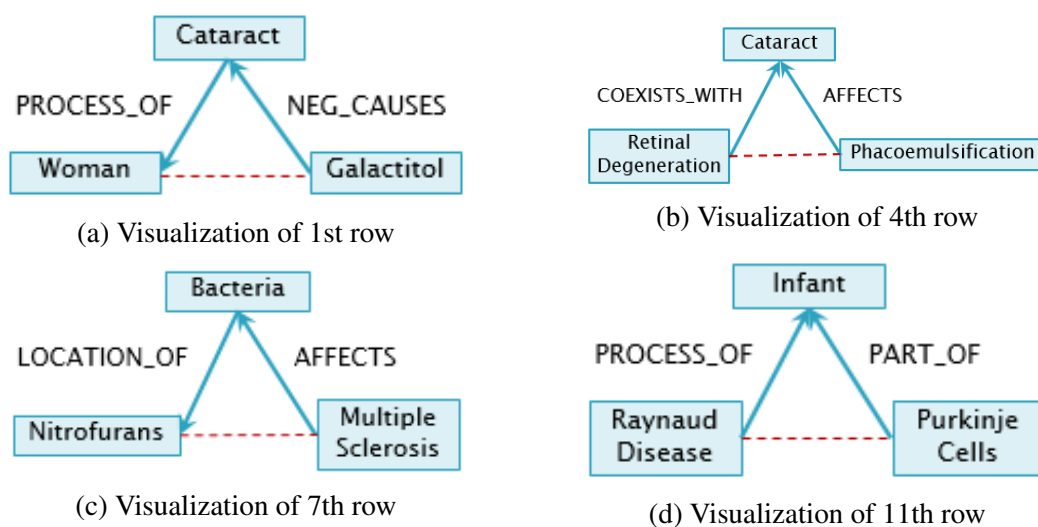 Cataract
PROCESS_OF NEG_CAUSES
Woman Galactitol
(a) Visualization of 1st row
Cataract
COEXISTS_WITH AFFECTS
Retinal
Degeneration
Phacoemulsification
(b) Visualization of 4th row
Bacteria
LOCATION_OF AFFECTS
Nitrofurans
Multiple
Sclerosis
(c) Visualization of 7th row
Infant
PROCESS_OF PART_OF
Raynaud
Disease
Purkinje
Cells
(d) Visualization of 11th row